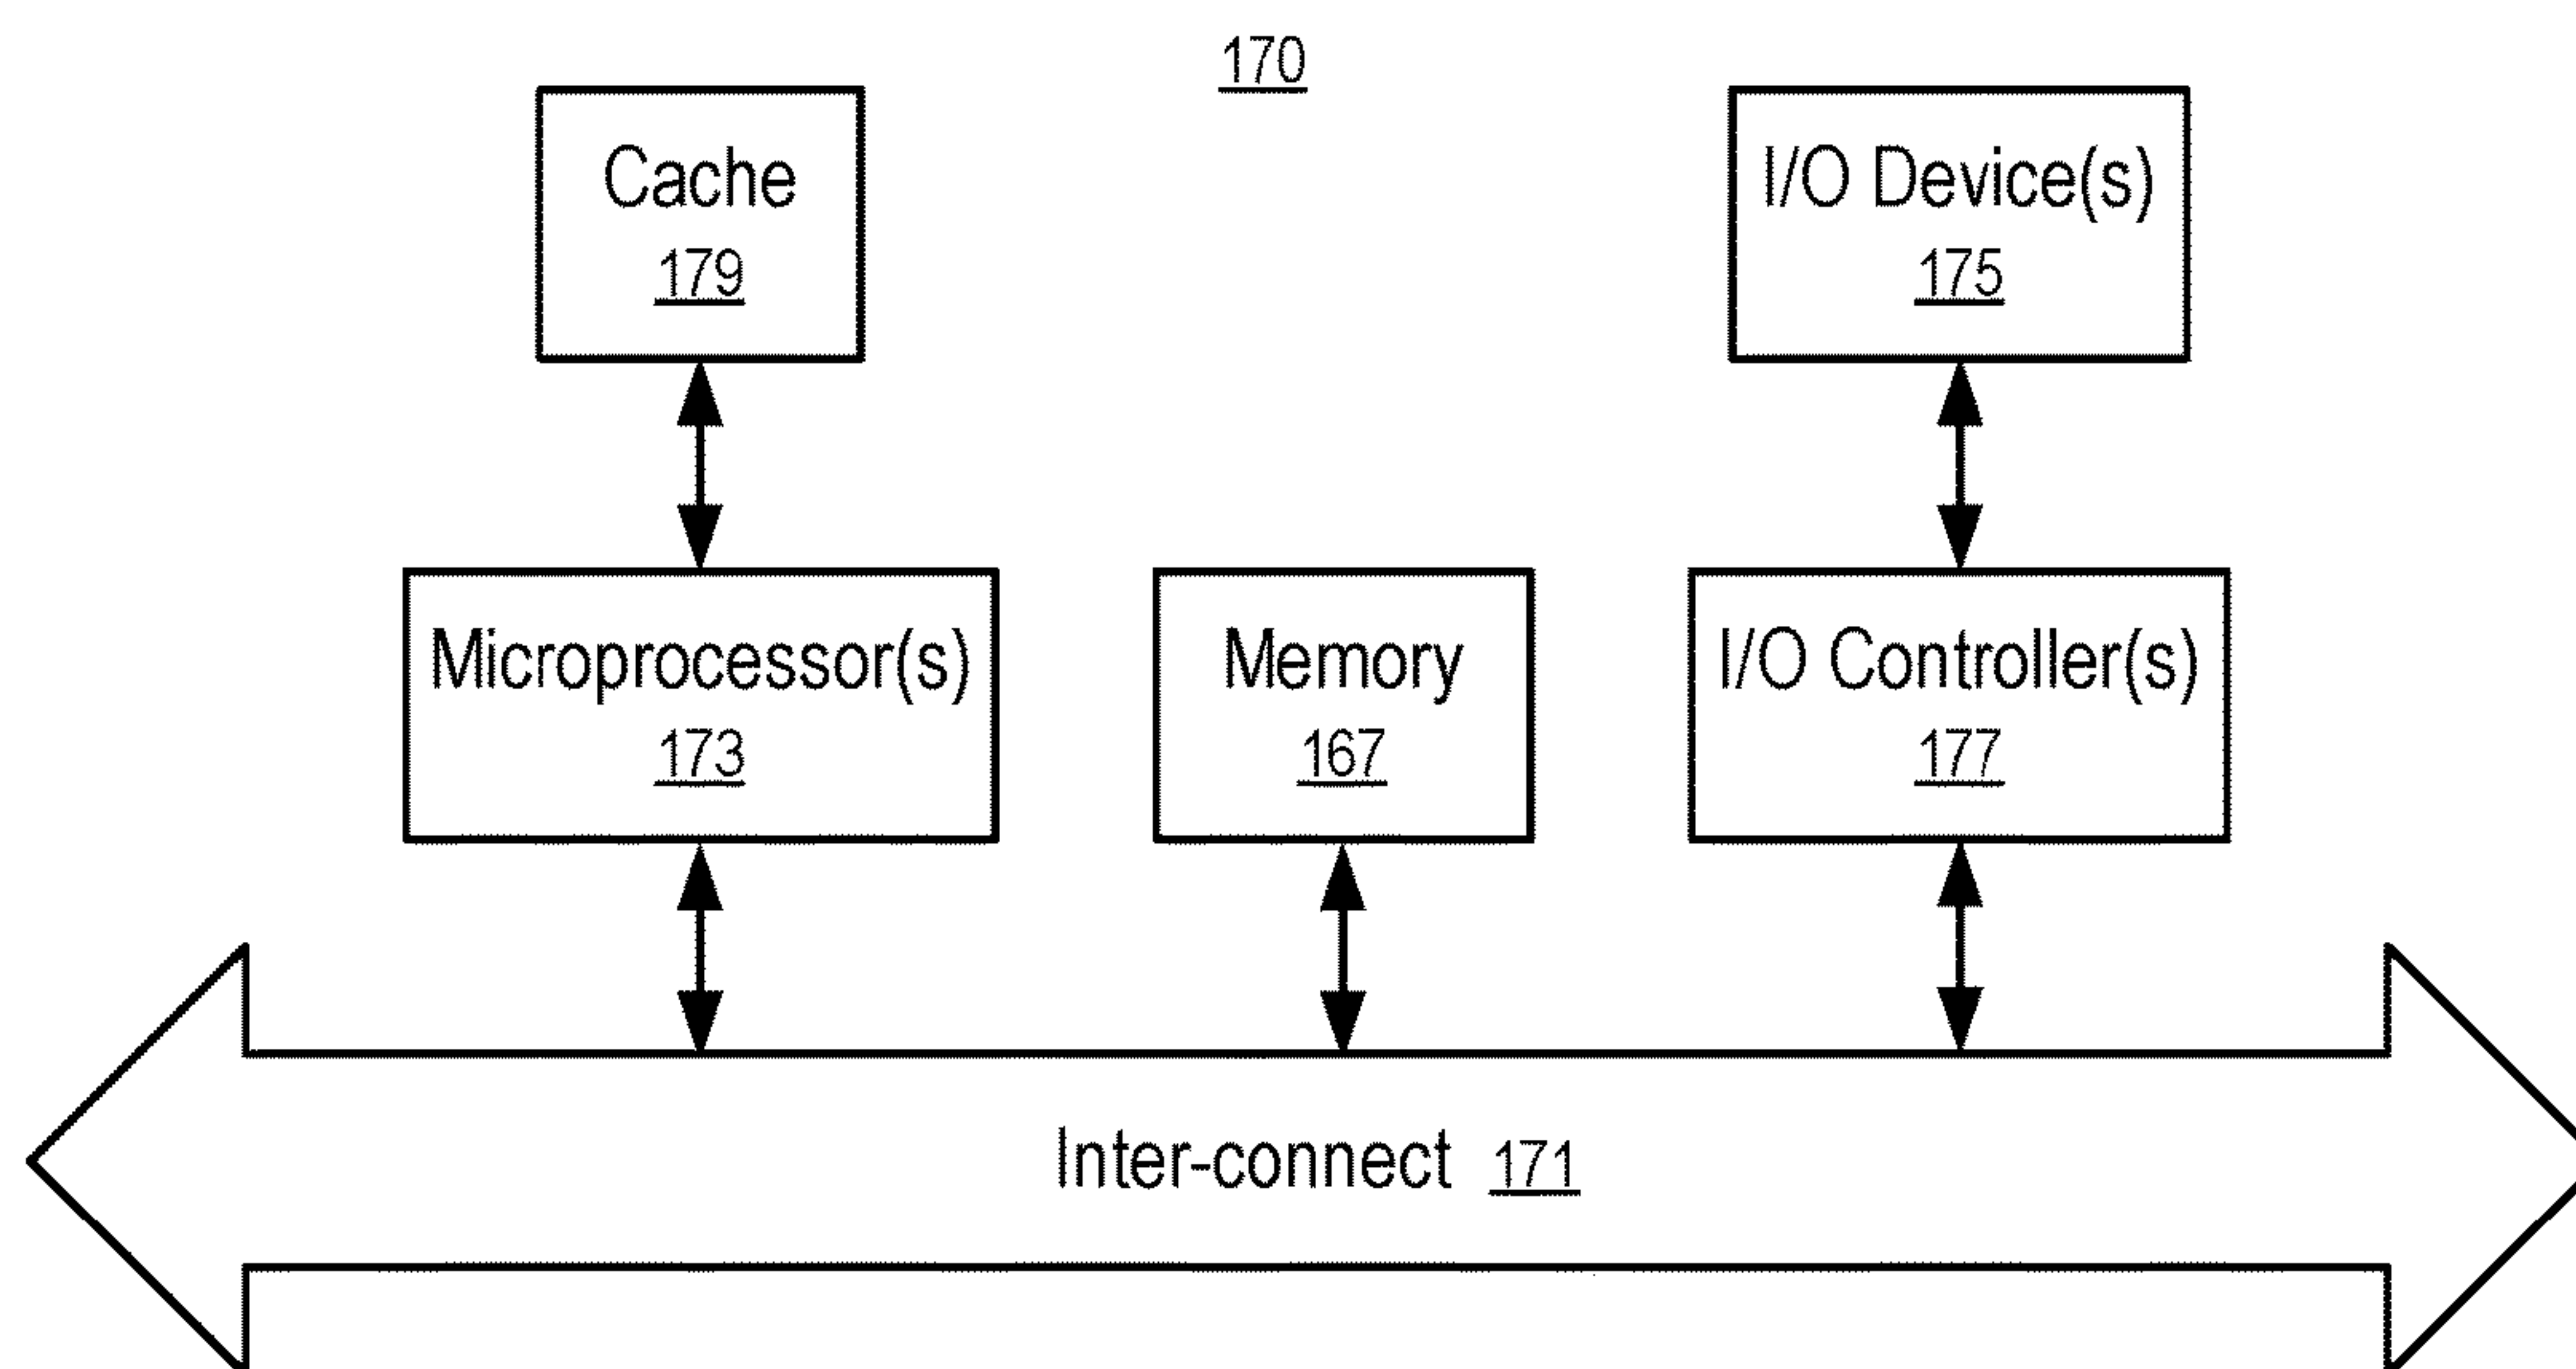 170
Cache
179
I/O Device(s)
175
Microprocessor(s)
173
Memory
167
I/O Controller(s)
177
Inter-connect 171